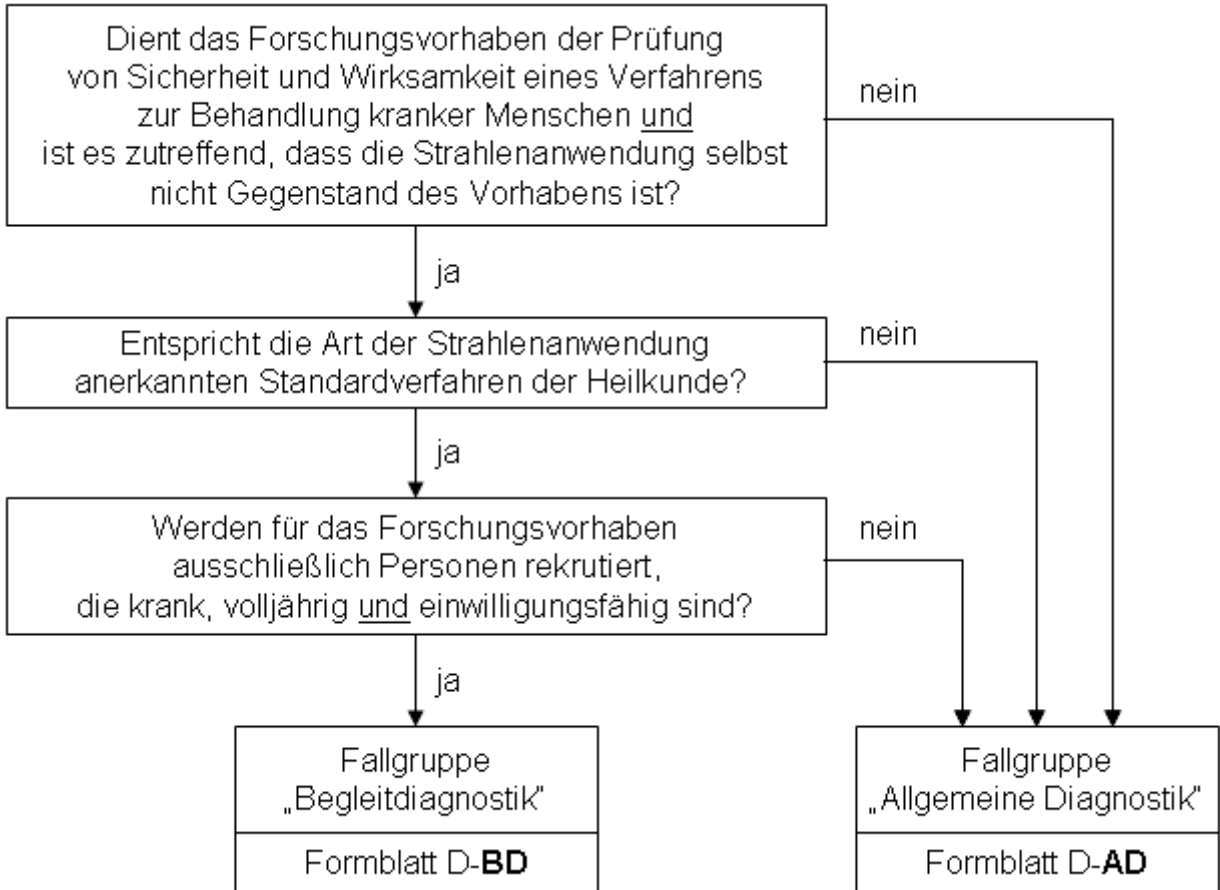 Dient das Forschungsvorhaben der Prüfung
von Sicherheit und Wirksamkeit eines Verfahrens
zur Behandlung kranker Menschen und
ist es zutreffend, dass die Strahlenanwendung selbst
nicht Gegenstand des Vorhabens ist?
nein
ja
Entspricht die Art der Strahlenanwendung
anerkannten Standardverfahren der Heilkunde?
nein
ja
Werden für das Forschungsvorhaben
ausschließlich Personen rekrutiert,
die krank, volljährig und einwilligungsfähig sind?
nein
ja
Fallgruppe
„Begleitdiagnostik“
Formblatt D-BD
Fallgruppe
„Allgemeine Diagnostik“
Formblatt D-AD